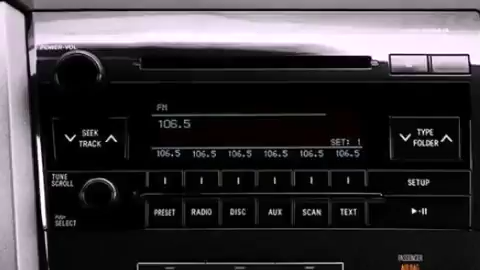 POWER·VOL
FM
106.5
SEEK
TRACK
TYPE
FOLDER
SET: 1
106.5 106.5 106.5 106.5 106.5 106.5
TUNE
SCROLL
SETUP
PUSH
SELECT
PRESET RADIO DISC AUX SCAN TEXT
PASSENGER
AIRBAG